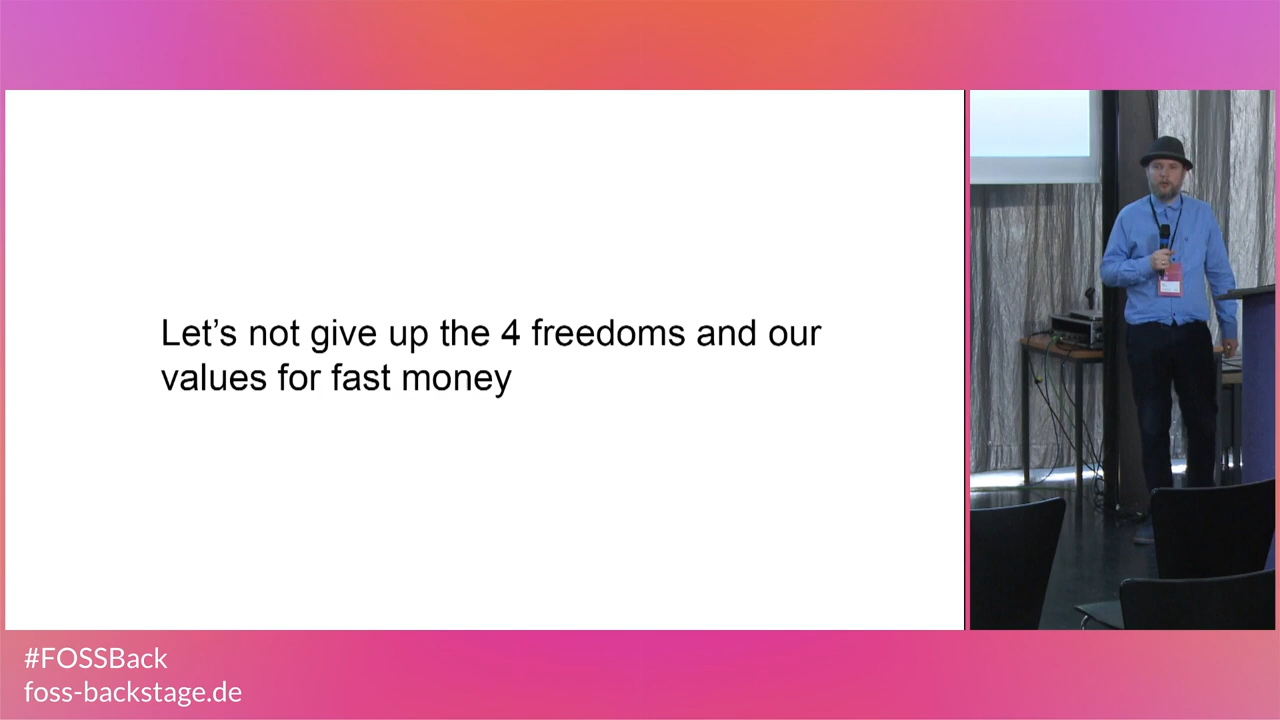 Let's not give up the 4 freedoms and our
values for fast money
#FOSSBack
foss-backstage.de